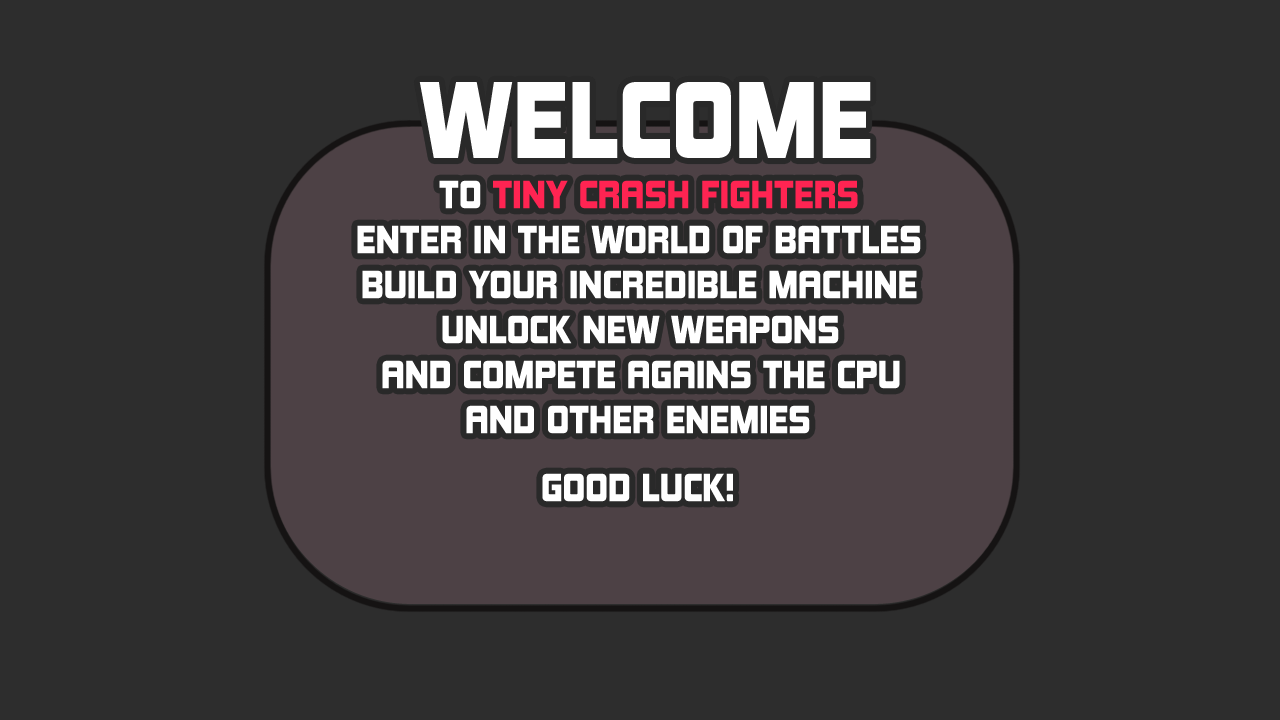 WELCOME
TO TINY CRASH FIGHTERS
ENTER IN THE WORLD OF BATTLES
BUILD YOUR INCREDIBLE MACHINE
UNLOCK NEW WEAPONS
AND COMPETE AGAINS THE CPU
AND OTHER ENEMIES
GOOD LUCK!